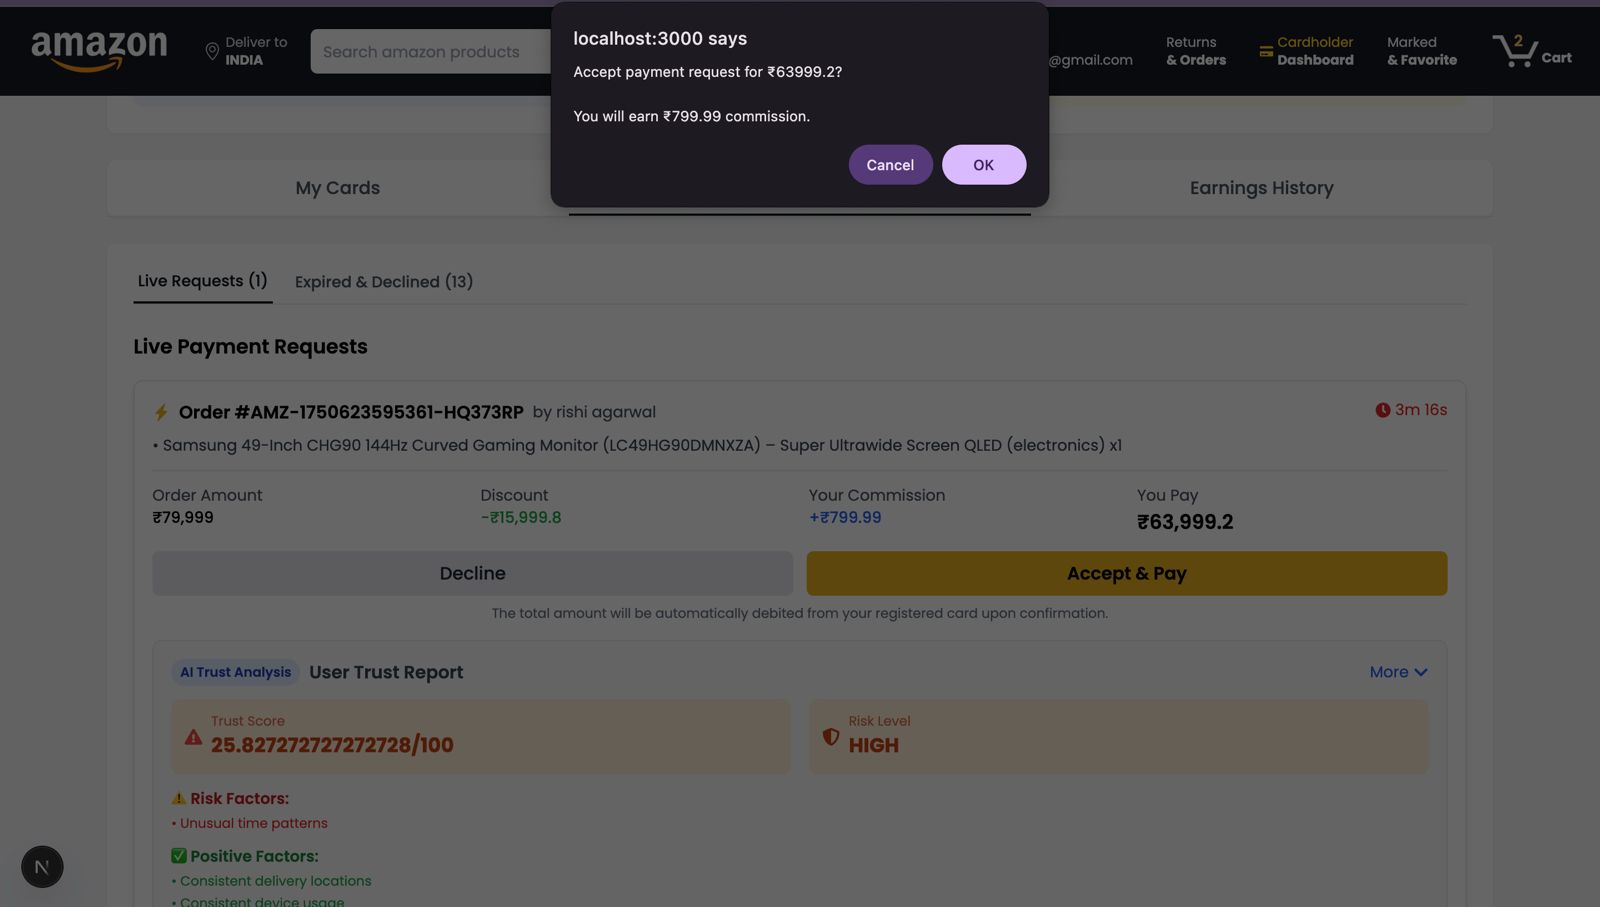 amazon
Deliver to
INDIA
Search amazon products
localhost:3000 says
Accept payment request for ₹63999.2?
You will earn ₹799.99 commission.
Cancel
OK
@gmail.com
Returns
& Orders
Cardholder
Dashboard
Marked
& Favorite
2
Cart
My Cards
Earnings History
Live Requests (1)
Expired & Declined (13)
Live Payment Requests
Order #AMZ-1750623595361-HQ373RP by rishi agarwal
3m 16s
• Samsung 49-Inch CHG90 144Hz Curved Gaming Monitor (LC49HG90DMNXZA) – Super Ultrawide Screen QLED (electronics) x1
Order Amount
₹79,999
Discount
-₹15,999.8
Your Commission
+₹799.99
You Pay
₹63,999.2
Decline
Accept & Pay
The total amount will be automatically debited from your registered card upon confirmation.
AI Trust Analysis
User Trust Report
More
Trust Score
25.827272727272728/100
Risk Level
HIGH
Risk Factors:
• Unusual time patterns
Positive Factors:
• Consistent delivery locations
• Consistent device usage
N